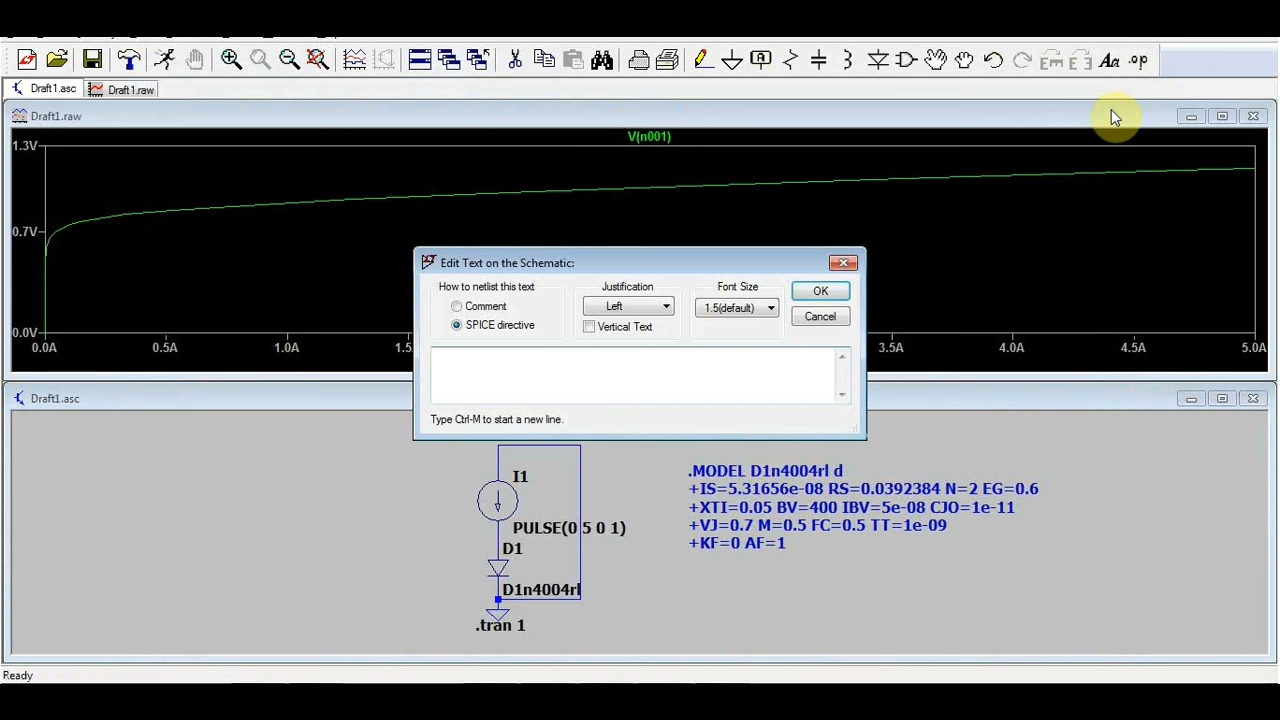 Aa .op
Draft1.asc Draft1.raw
Draft1.raw
V(n001)
1.3V
0.7V
0.0V
0.0A 0.5A 1.0A 1. 3.5A 4.0A 4.5A 5.0A
Edit Text on the Schematic:
How to netlist this text Justification Font Size
Comment Left 1.5(default) OK
SPICE directive Vertical Text Cancel
Type Ctrl-M to start a new line.
Draft1.asc
I1
PULSE(0 5 0 1)
D1
D1n4004rl
.tran 1
.MODEL D1n4004rl d
+IS=5.31656e-08 RS=0.0392384 N=2 EG=0.6
+XTI=0.05 BV=400 IBV=5e-08 CJO=1e-11
+VJ=0.7 M=0.5 FC=0.5 TT=1e-09
+KF=0 AF=1
Ready